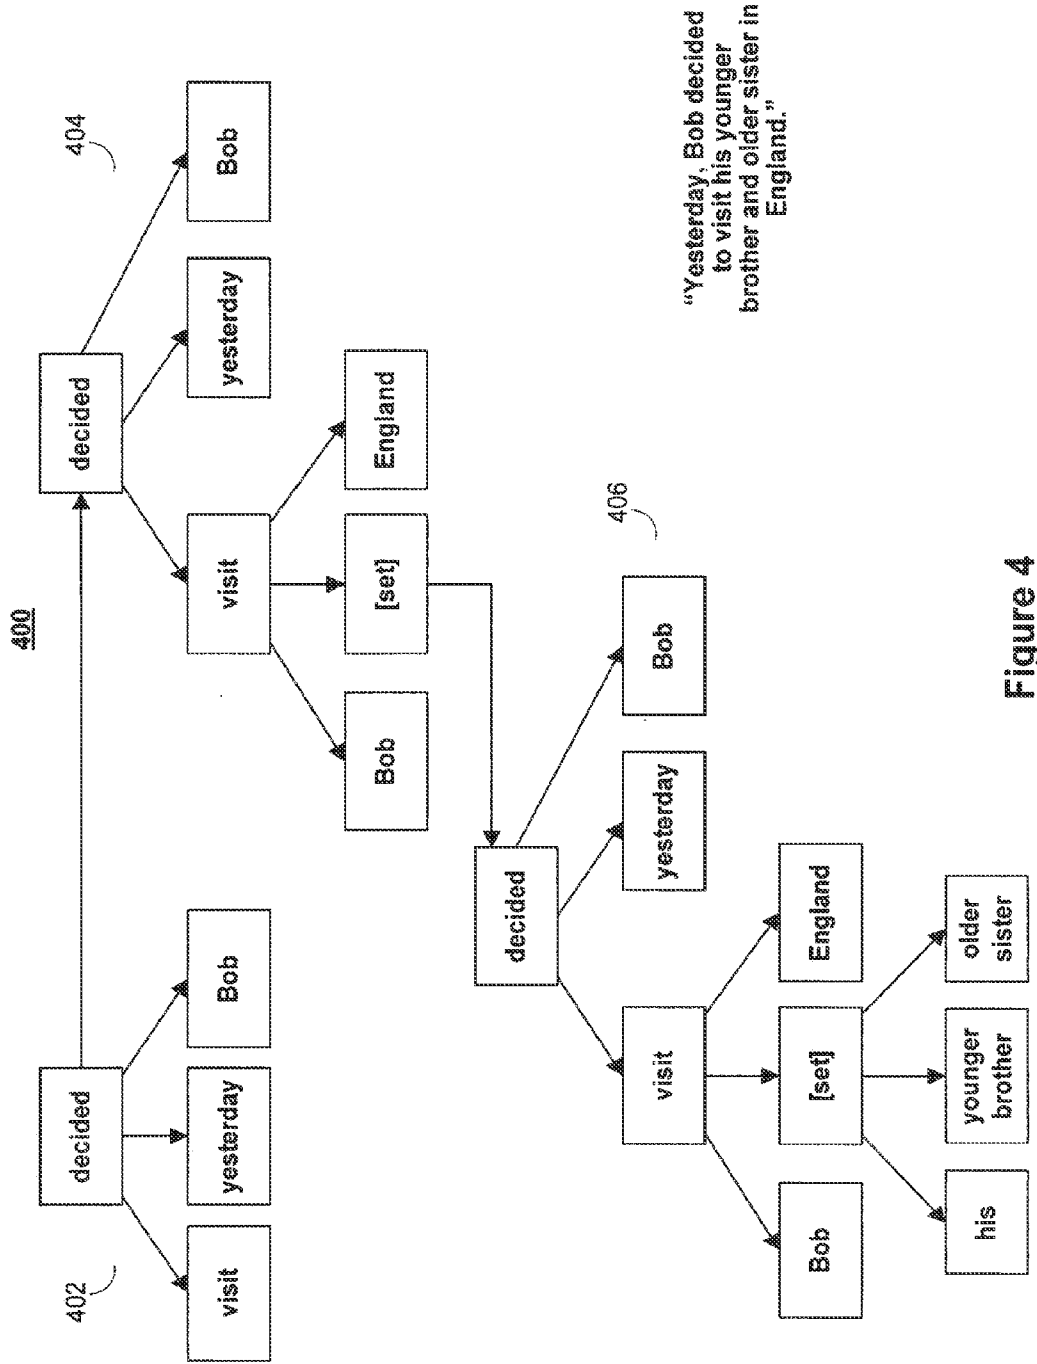 400
402
decided
visit
yesterday
Bob
404
decided
visit
yesterday
Bob
Bob
[set]
England
406
decided
visit
yesterday
Bob
Bob
[set]
England
his
younger
brother
older
sister
“Yesterday, Bob decided
to visit his younger
brother and older sister in
England.”
Figure 4